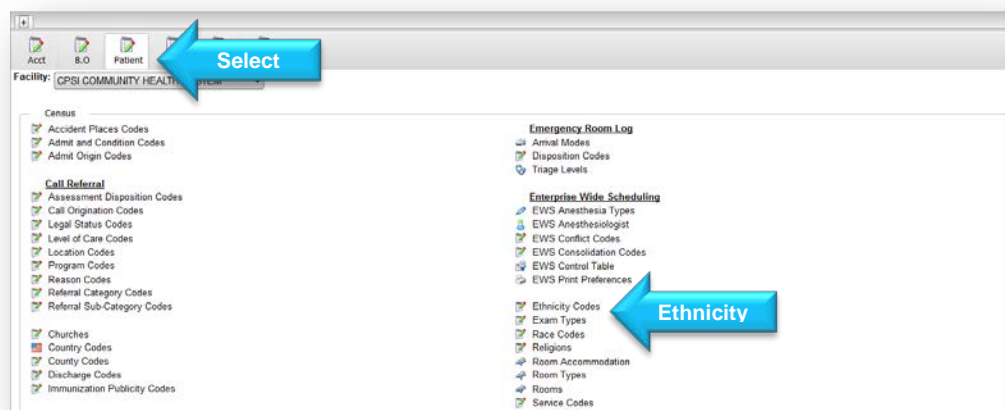 Acct B.O Patient
Select
Facility: CPSI COMMUNITY HEALTH
Census
Accident Places Codes
Admit and Condition Codes
Admit Origin Codes
Call Referral
Assessment Disposition Codes
Call Origination Codes
Legal Status Codes
Level of Care Codes
Location Codes
Program Codes
Reason Codes
Referral Category Codes
Referral Sub-Category Codes
Churches
Country Codes
County Codes
Discharge Codes
Immunization Publicity Codes
Emergency Room Log
Arrival Modes
Disposition Codes
Triage Levels
Enterprise Wide Scheduling
EWS Anesthesia Types
EWS Anesthesiologist
EWS Conflict Codes
EWS Consolidation Codes
EWS Control Table
EWS Print Preferences
Ethnicity Codes
Ethnicity
Exam Types
Race Codes
Religions
Room Accommodation
Room Types
Rooms
Service Codes